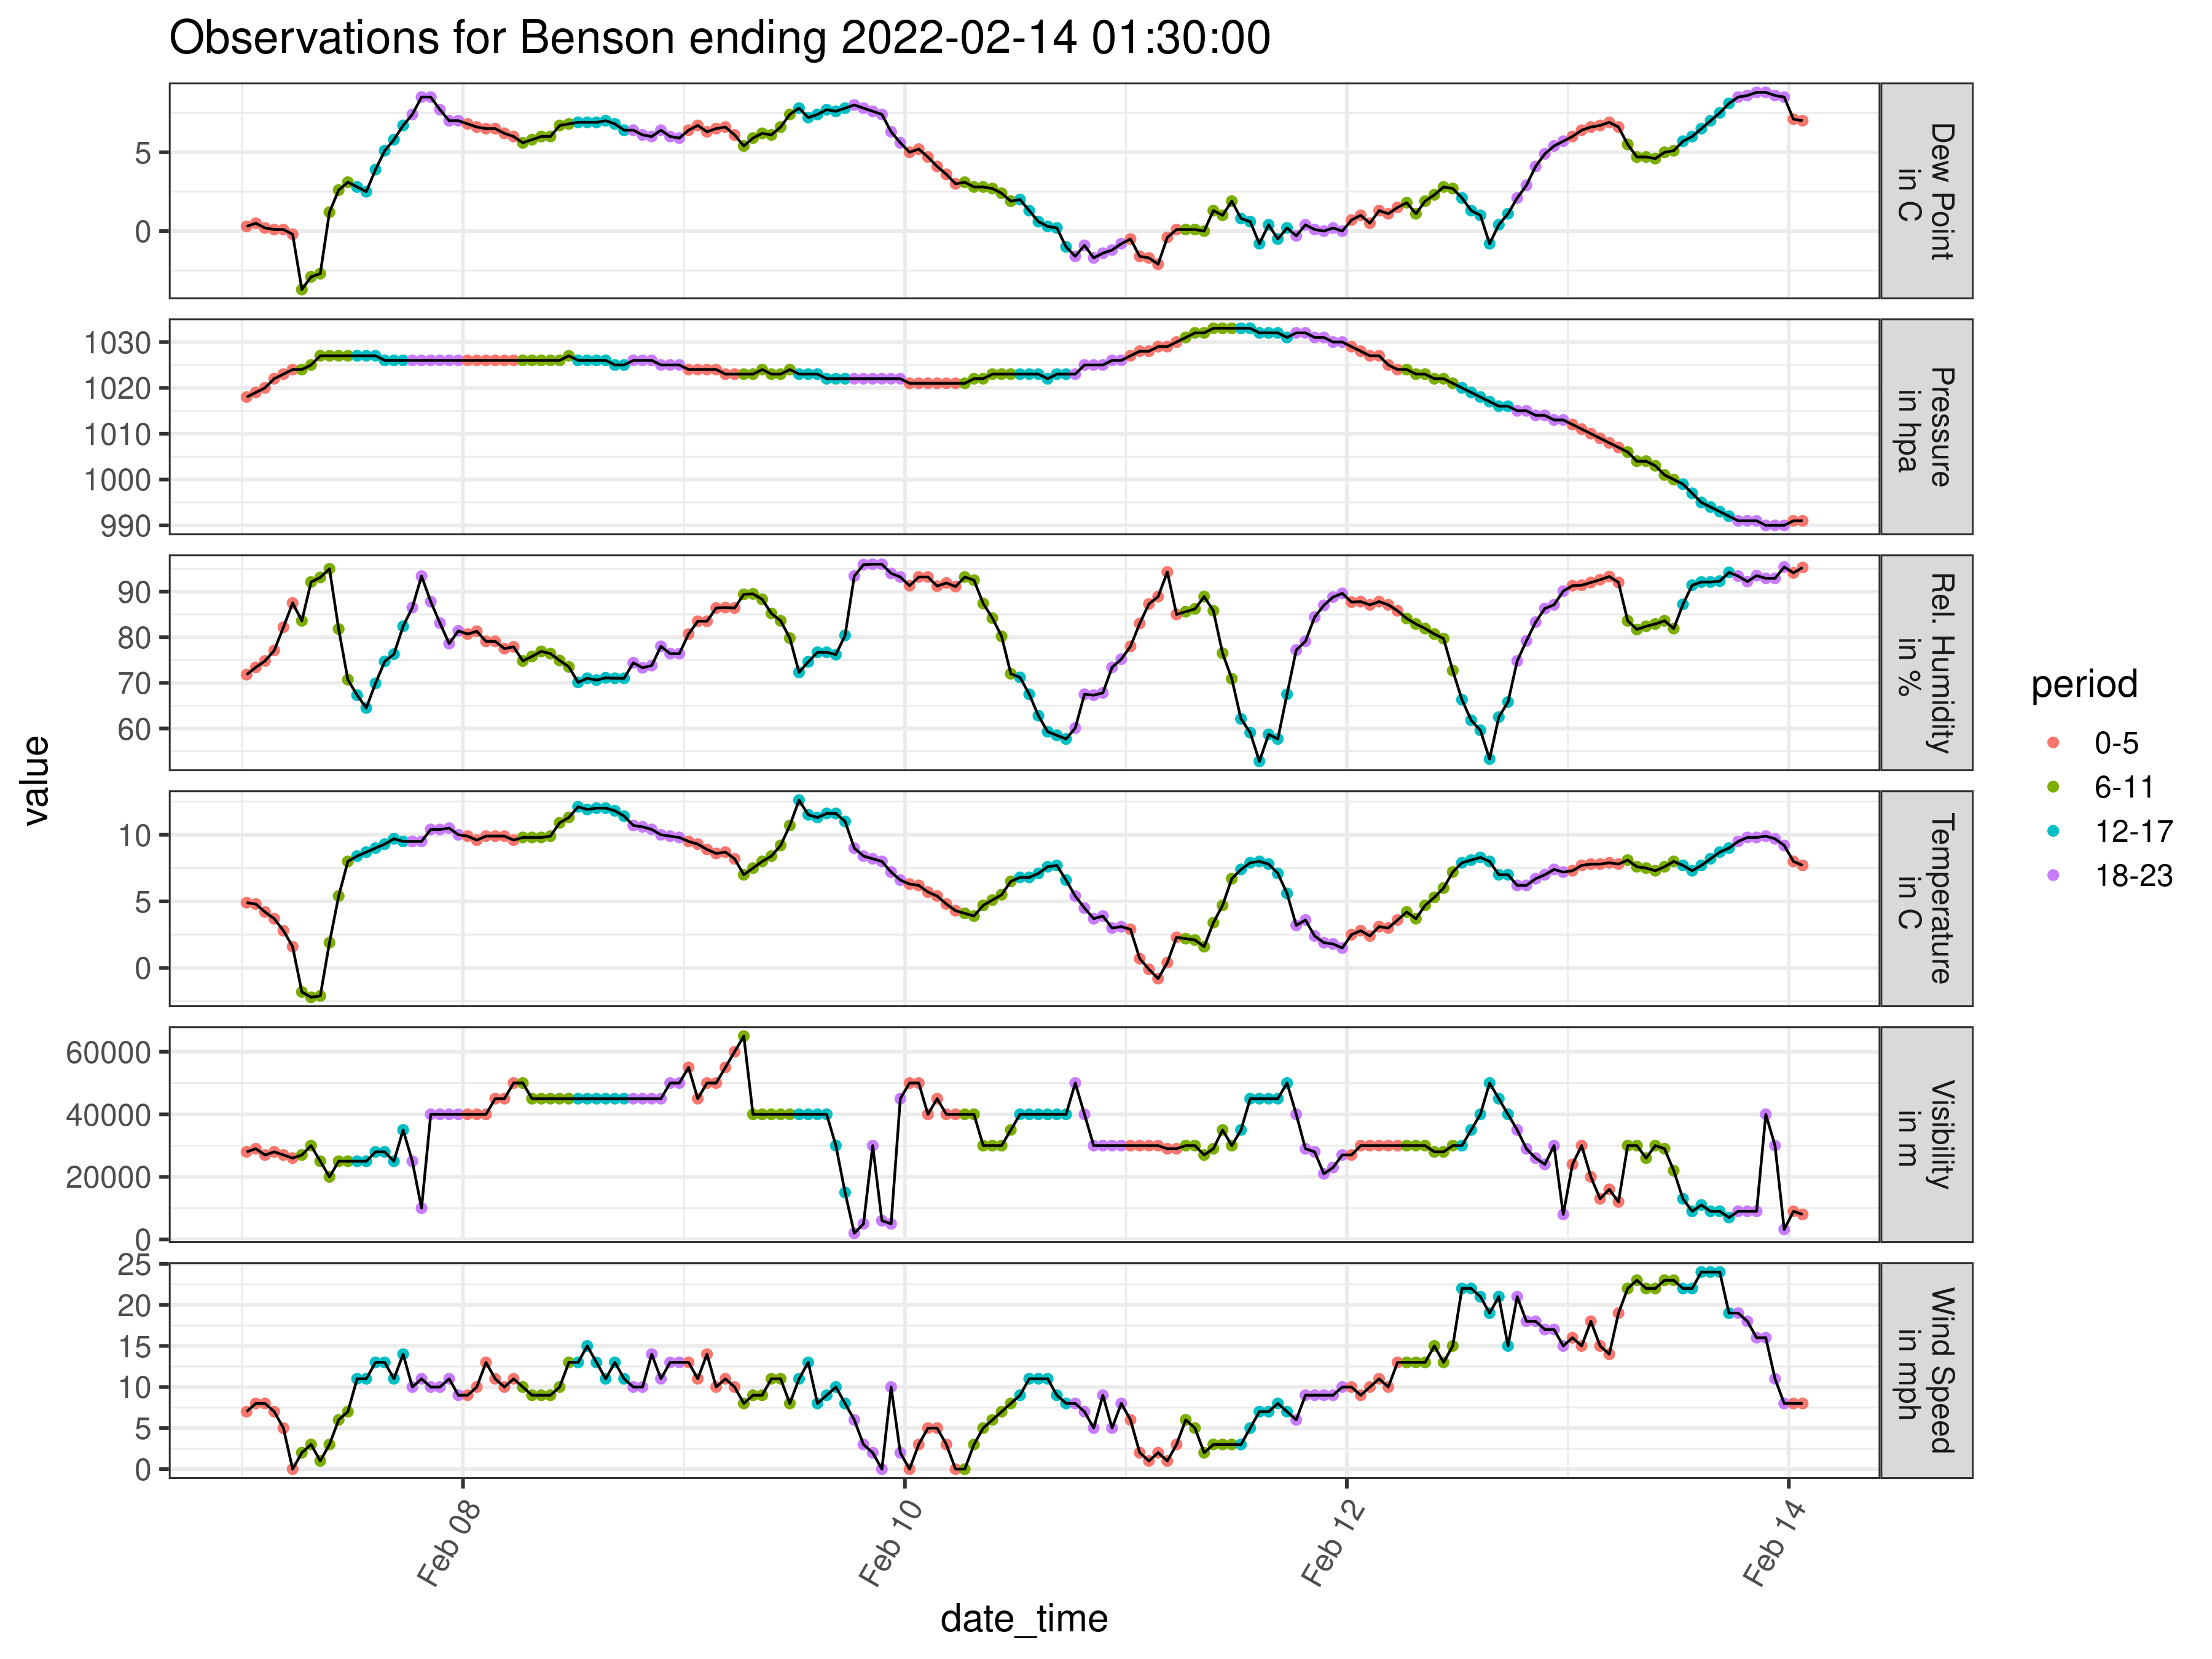 Observations for Benson ending 2022-02-14 01:30:00
value
5
0
Dew Point
in C
1030
1020
1010
1000
990
Pressure
in hpa
90
80
70
60
Rel. Humidity
in %
10
5
0
Temperature
in C
60000
40000
20000
0
Visibility
in m
25
20
15
10
5
0
Wind Speed
in mph
Feb 08
Feb 10
Feb 12
Feb 14
date_time
period
0-5
6-11
12-17
18-23